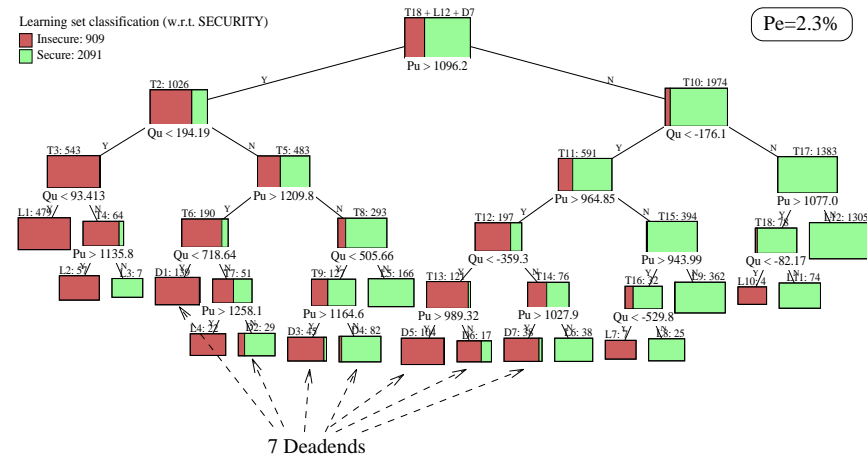 Learning set classification (w.r.t. SECURITY)
Insecure: 909
Secure: 2091
T18 + L12 + D7
Pe=2.3%
Pu > 1096.2
Y
N
T2: 1026
T10: 1974
Qu < 194.19
Qu < -176.1
Y
N
Y
N
T3: 543
T5: 483
T11: 591
T17: 1383
Qu < 93.413
Pu > 1209.8
Pu > 964.85
Pu > 1077.0
Y
N
Y
N
Y
N
Y
N
L1: 479
T4: 64
T6: 190
T8: 293
T12: 197
T15: 394
T18: 78
L12: 1305
Pu > 1135.8
Qu < 718.64
Qu < 505.66
Qu < -359.3
Pu > 943.99
Qu < -82.17
L2: 57
L3: 7
D1: 139
T7: 51
T9: 127
L5: 166
T13: 121
T14: 76
T16: 32
L9: 362
L10: 4
L11: 74
Pu > 1258.1
Pu > 1164.6
Pu > 989.32
Pu > 1027.9
Qu < -529.8
L4: 22
D2: 29
D3: 45
D4: 82
D5: 104
D6: 17
D7: 38
L6: 38
L7: 7
L8: 25
7 Deadends